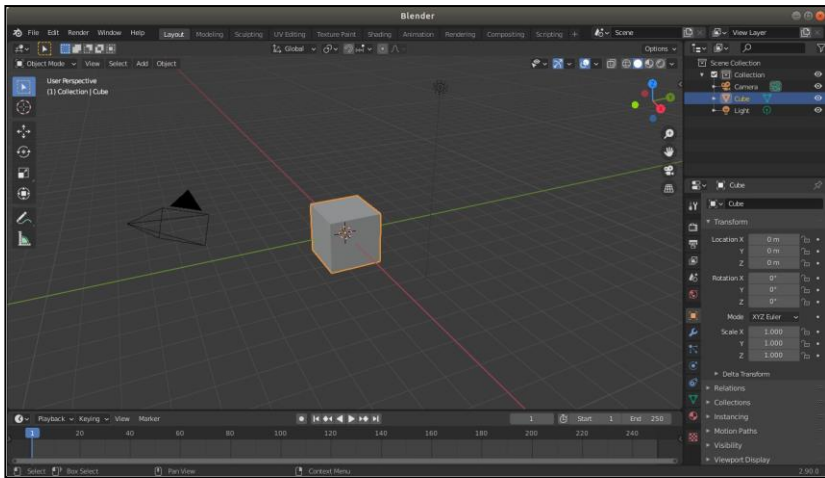 Blender
File Edit Render Window Help Layout Modeling Sculpting UV Editing Texture Paint Shading Animation Rendering Compositing Scripting + Scene View Layer
Global Options
Object Mode View Select Add Object
User Perspective
(1) Collection | Cube
Scene Collection
Collection
Camera
Cube
Light
Cube
Cube
Transform
Location X 0 m
Y 0 m
Z 0 m
Rotation X 0°
Y 0°
Z 0°
Mode XYZ Euler
Scale X 1.000
Y 1.000
Z 1.000
Delta Transform
Relations
Collections
Instancing
Motion Paths
Visibility
Viewport Display
Playback Keying View Marker 1 Start 1 End 250
1 20 40 60 80 100 120 140 160 180 200 220 240
Select Box Select Pan View Context Menu 2.90.0